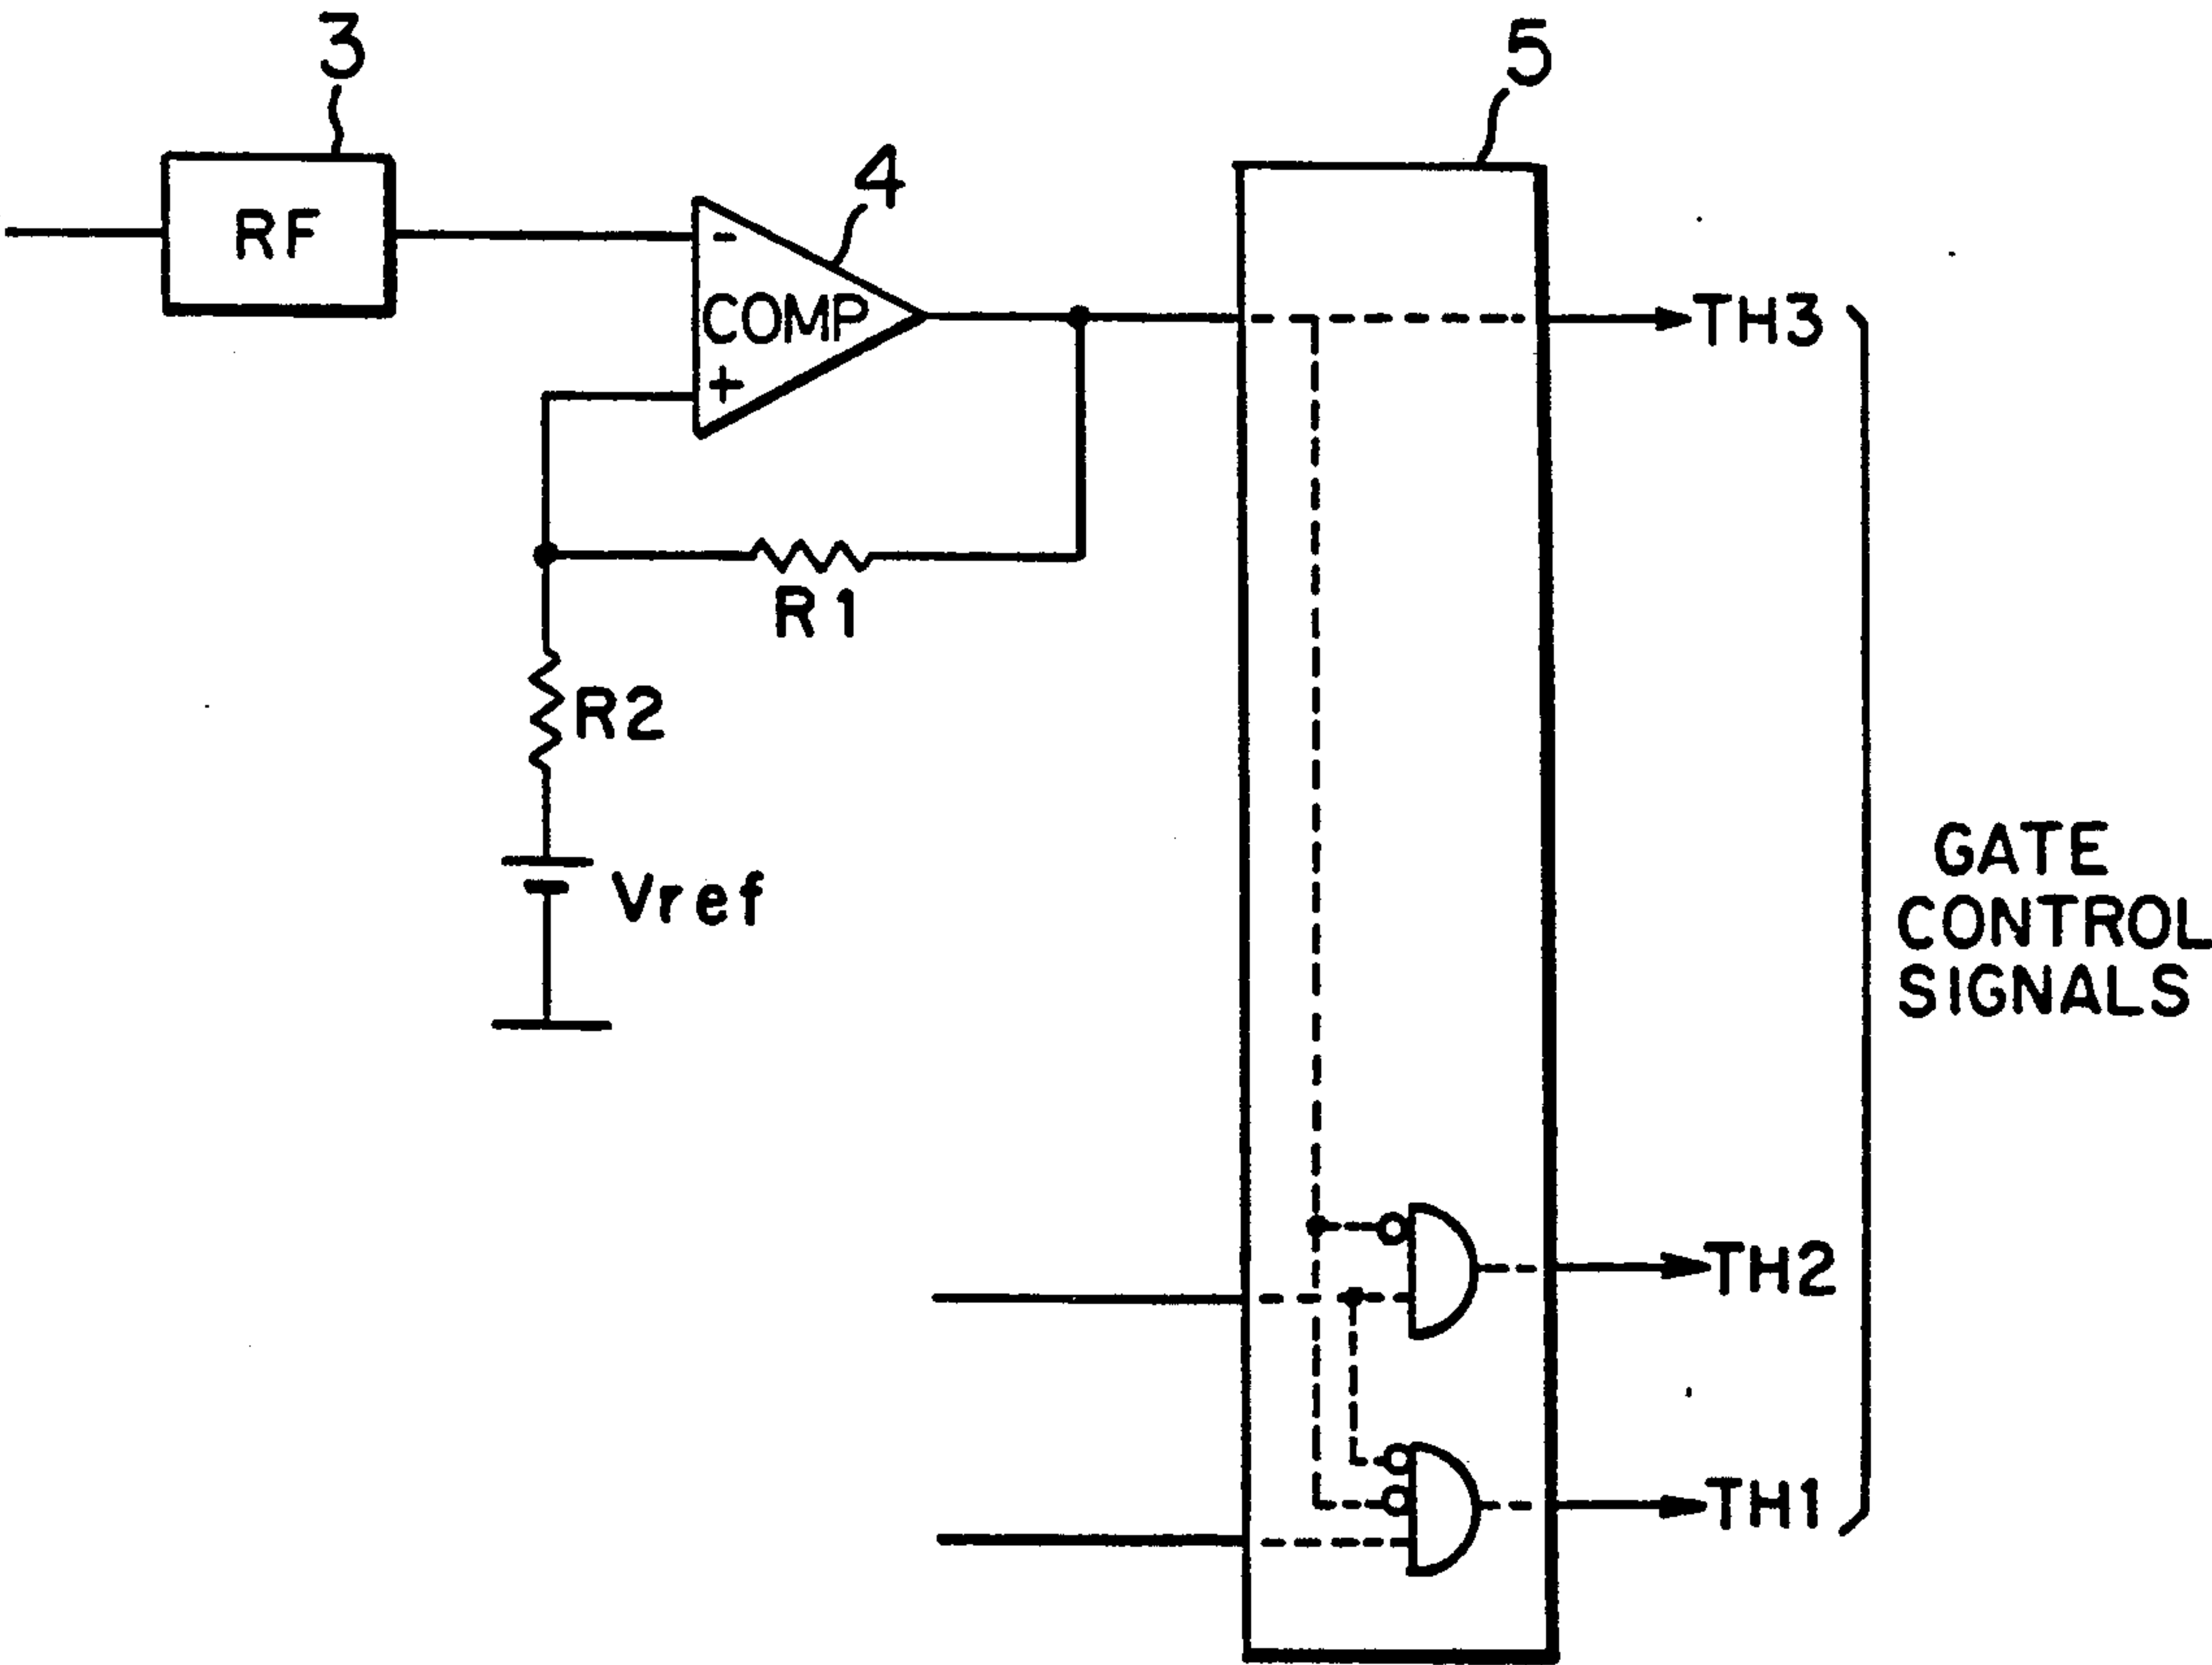 3
5
RF
4
-
COMP
+
TH3
R1
R2
Vref
GATE
CONTROL
SIGNALS
TH2
TH1